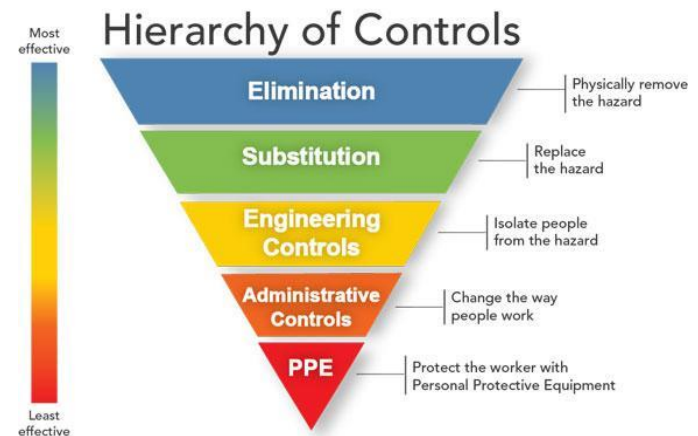 Hierarchy of Controls
Most
effective
Elimination
Physically remove
the hazard
Substitution
Replace
the hazard
Engineering
Controls
Isolate people
from the hazard
Administrative
Controls
Change the way
people work
PPE
Protect the worker with
Personal Protective Equipment
Least
effective